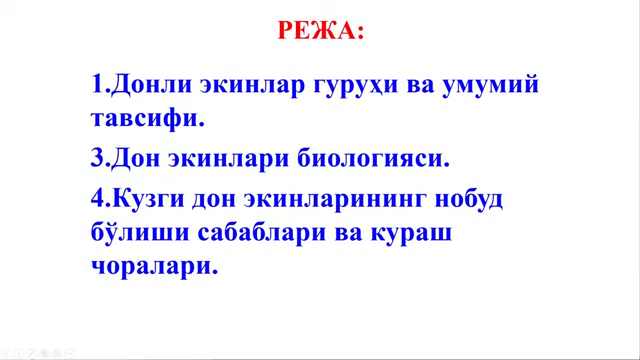 РЕЖА:
1.Донли экинлар гуруҳи ва умумий
тавсифи.
3.Дон экинлари биологияси.
4.Кузги дон экинларининг нобуд
бўлиши сабаблари ва кураш
чоралари.